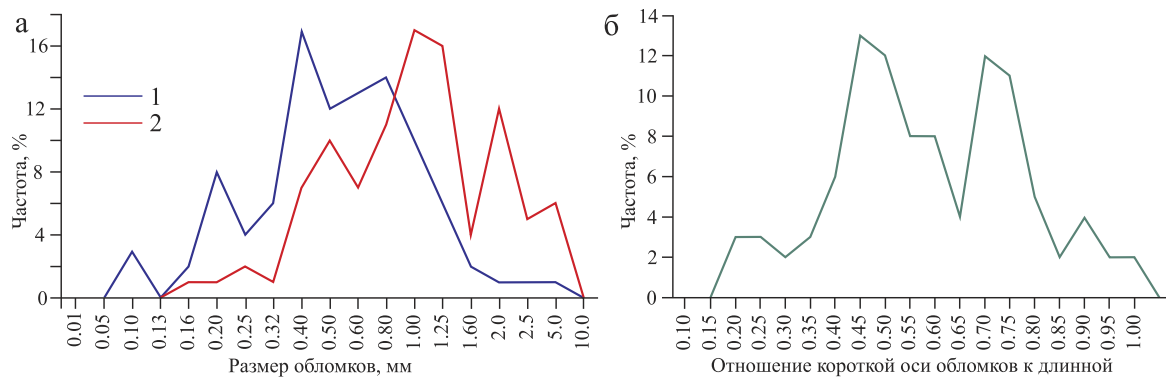 а
Частота, %
16
12
8
4
0
1
2
0.01 0.05 0.10 0.13 0.16 0.20 0.25 0.32 0.40 0.50 0.60 0.80 1.00 1.25 1.60 2.0 2.5 5.0 10.0
Размер обломков, мм
б
Частота, %
14
12
10
8
6
4
2
0
0.10 0.15 0.20 0.25 0.30 0.35 0.40 0.45 0.50 0.55 0.60 0.65 0.70 0.75 0.80 0.85 0.90 0.95 1.00
Отношение короткой оси обломков к длинной